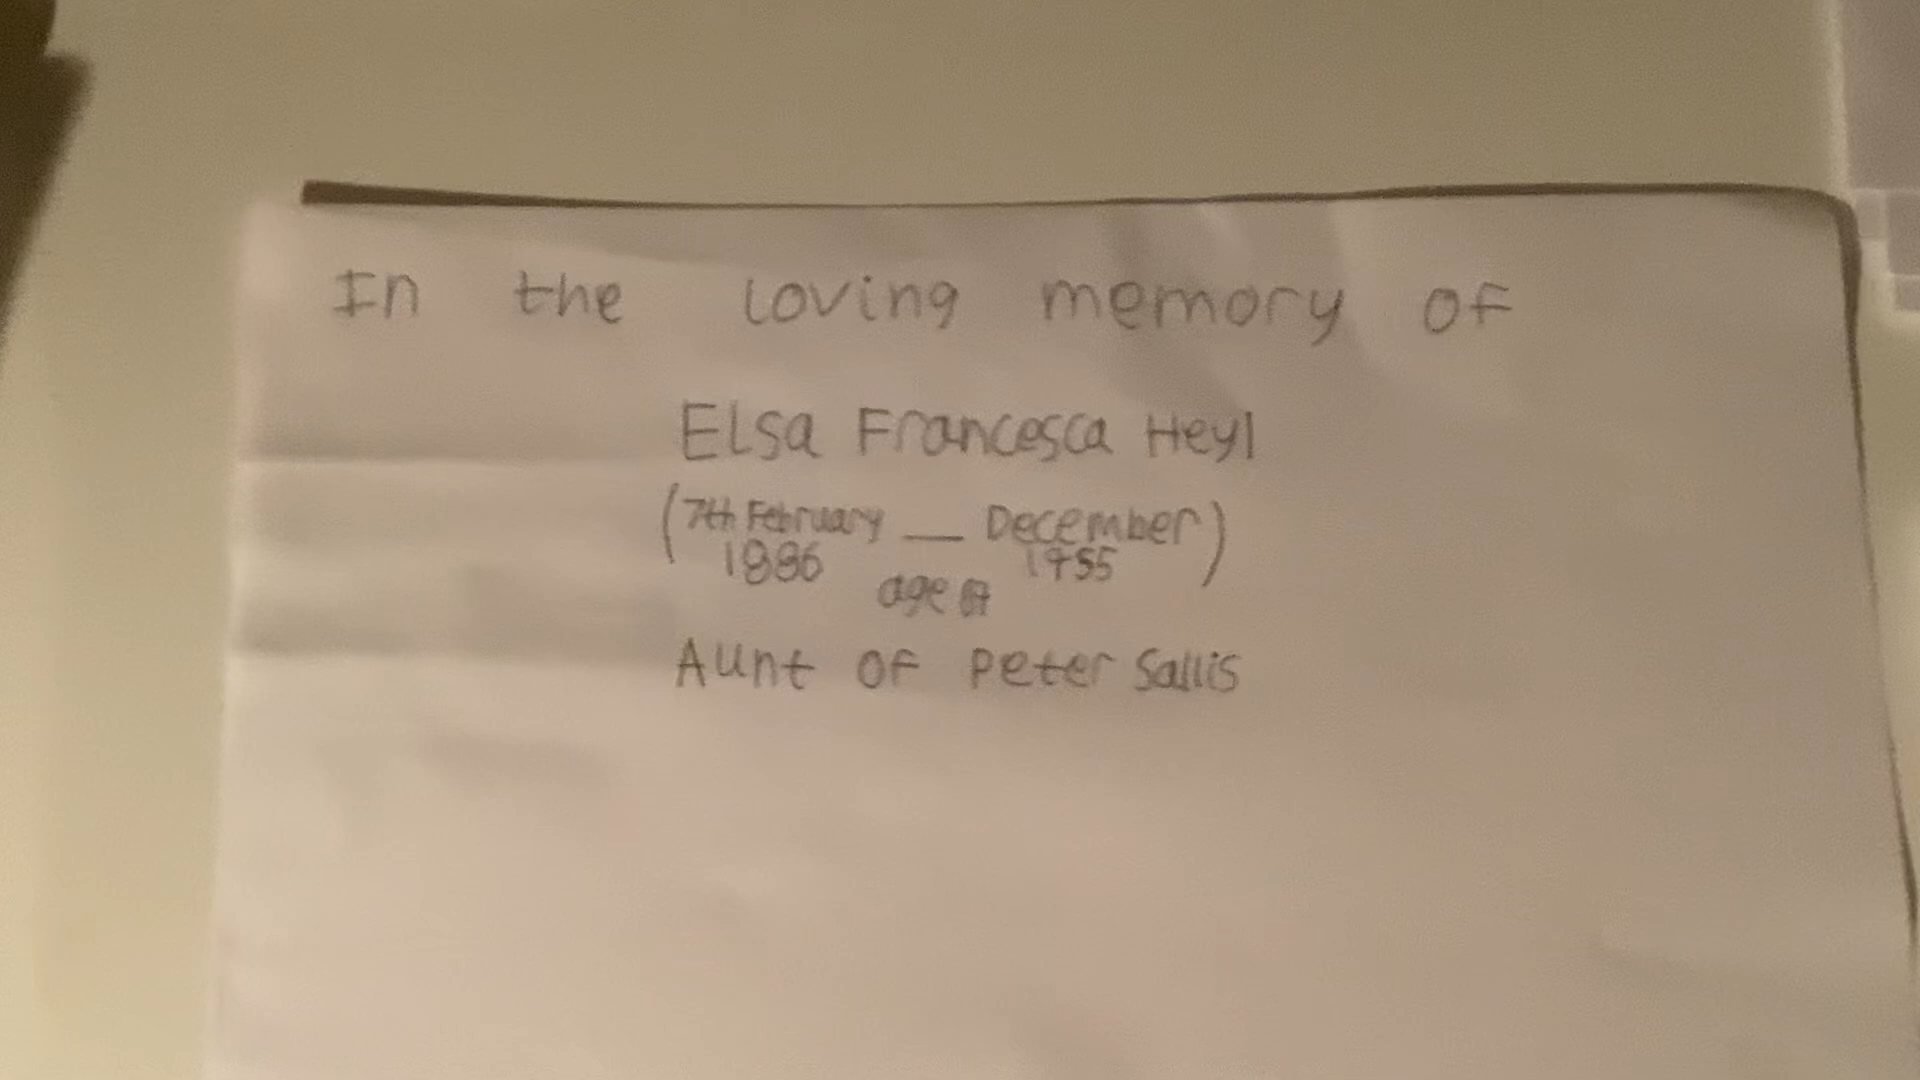 In the loving memory of
Elsa Francesca Heyl
(7th February — December)
1886 1955
age
Aunt of Peter Sallis